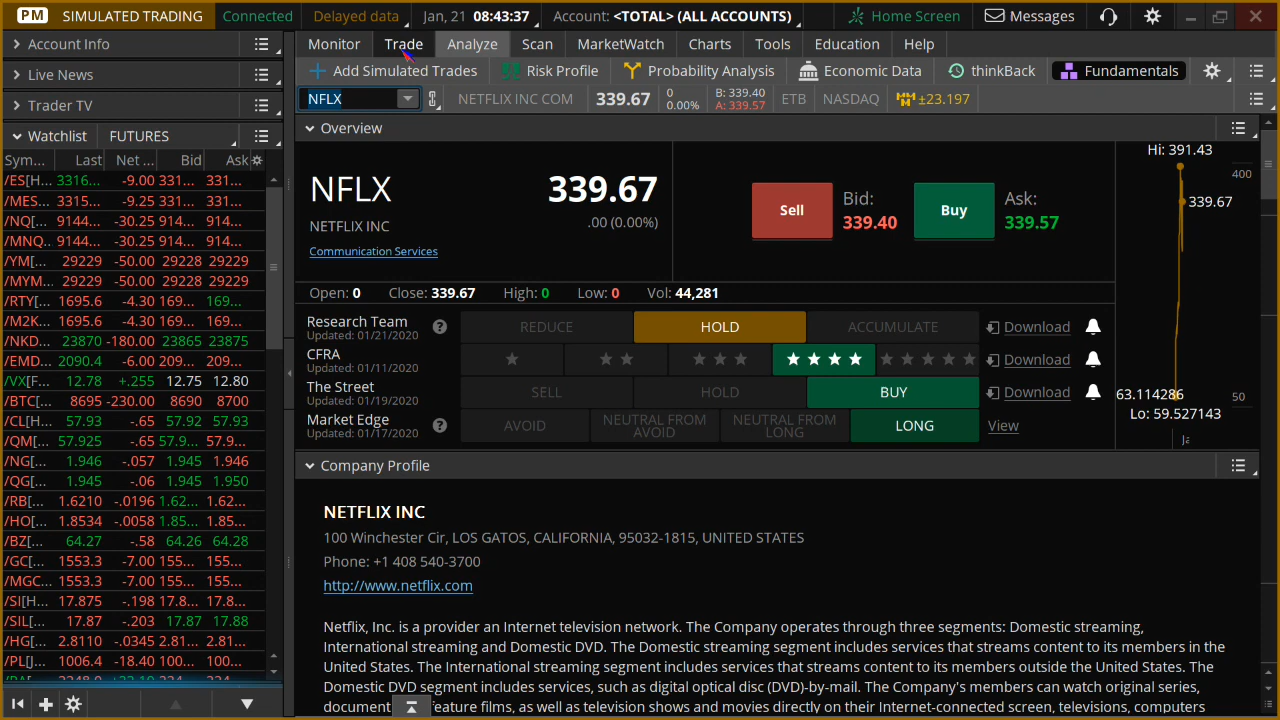 PM SIMULATED TRADING Connected Delayed data Jan, 21 08:43:37 Account: <TOTAL> (ALL ACCOUNTS) Home Screen Messages
Account Info
Live News
Trader TV
Watchlist FUTURES
Sym... Last Net ... Bid Ask
/ES[H... 3316... -9.00 331... 331...
/MES... 3315... -9.25 331... 331...
/NQ[... 9144... -30.25 914... 914...
/MNQ... 9144... -30.25 914... 914...
/YM[... 29229 -50.00 29228 29229
/MYM... 29229 -50.00 29228 29229
/RTY[... 1695.6 -4.30 169... 169...
/M2K... 1695.6 -4.30 169... 169...
/NKD... 23870 -180.00 23865 23875
/EMD... 2090.4 -6.00 209... 209...
/VX[F... 12.78 +.255 12.75 12.80
/BTC[... 8695 -230.00 8690 8700
/CL[H... 57.93 -.65 57.92 57.93
/QM[... 57.925 -.65 57.9... 57.9...
/NG[... 1.946 -.057 1.945 1.946
/QG[... 1.945 -.06 1.945 1.950
/RB[... 1.6210 -.0196 1.62... 1.62...
/HO[... 1.8534 -.0058 1.85... 1.85...
/BZ[... 64.27 -.58 64.26 64.28
/GC[... 1553.3 -7.00 155... 155...
/MGC... 1553.3 -7.00 155... 155...
/SI[H... 17.875 -.198 17.8... 17.8...
/SIL[... 17.87 -.203 17.87 17.88
/HG[... 2.8110 -.0345 2.81... 2.81...
/PL[J... 1006.4 -18.40 100... 100...
Monitor Trade Analyze Scan MarketWatch Charts Tools Education Help
Add Simulated Trades Risk Profile Probability Analysis Economic Data thinkBack Fundamentals
NFLX NETFLIX INC COM 339.67 0 0.00% B: 339.40 A: 339.57 ETB NASDAQ ±23.197
Overview
NFLX 339.67
NETFLIX INC .00 (0.00%)
Communication Services
Sell Bid: 339.40 Buy Ask: 339.57
Open: 0 Close: 339.67 High: 0 Low: 0 Vol: 44,281
Research Team Updated: 01/21/2020 REDUCE HOLD ACCUMULATE Download
CFRA Updated: 01/11/2020 Download
The Street Updated: 01/19/2020 SELL HOLD BUY Download
Market Edge Updated: 01/17/2020 AVOID NEUTRAL FROM AVOID NEUTRAL FROM LONG LONG View
Hi: 391.43
400
339.67
63.114286
50
Lo: 59.527143
Company Profile
NETFLIX INC
100 Winchester Cir, LOS GATOS, CALIFORNIA, 95032-1815, UNITED STATES
Phone: +1 408 540-3700
http://www.netflix.com
Netflix, Inc. is a provider an Internet television network. The Company operates through three segments: Domestic streaming,
International streaming and Domestic DVD. The Domestic streaming segment includes services that streams content to its members in the
United States. The International streaming segment includes services that streams content to its members outside the United States. The
Domestic DVD segment includes services, such as digital optical disc (DVD)-by-mail. The Company's members can watch original series,
feature films, as well as television shows and movies directly on their Internet-connected screen, televisions, computers